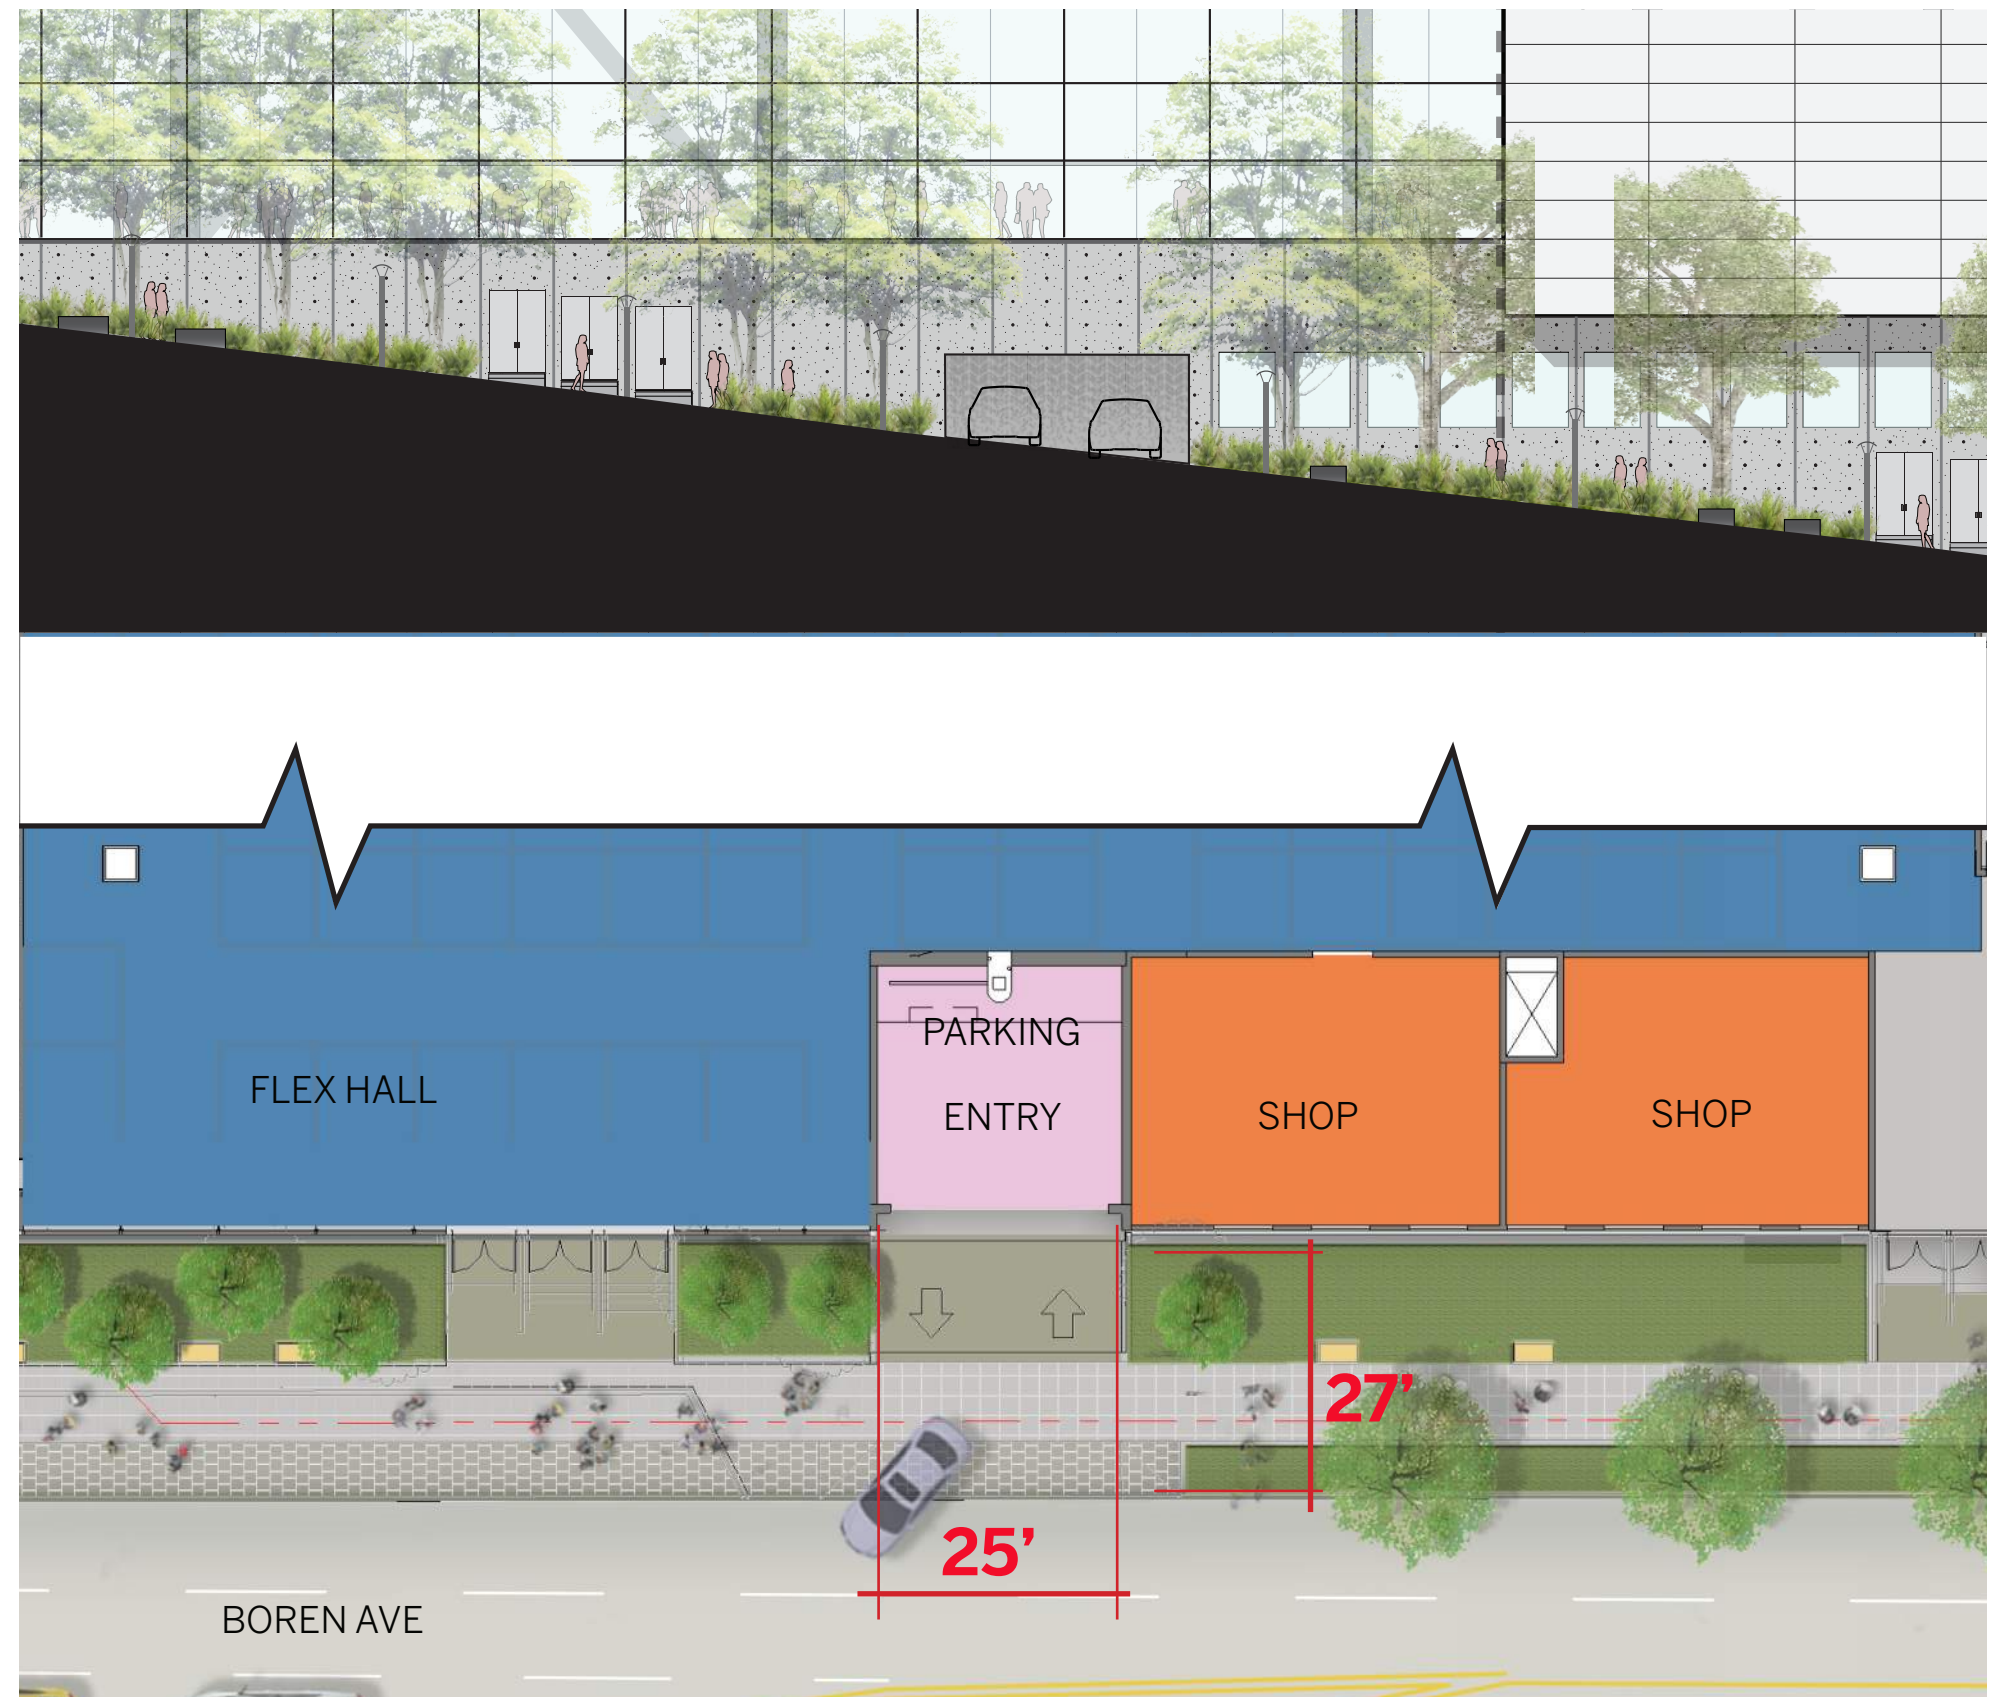 PARKING
ENTRY
FLEX HALL
SHOP
SHOP
27’
25’
BOREN AVE